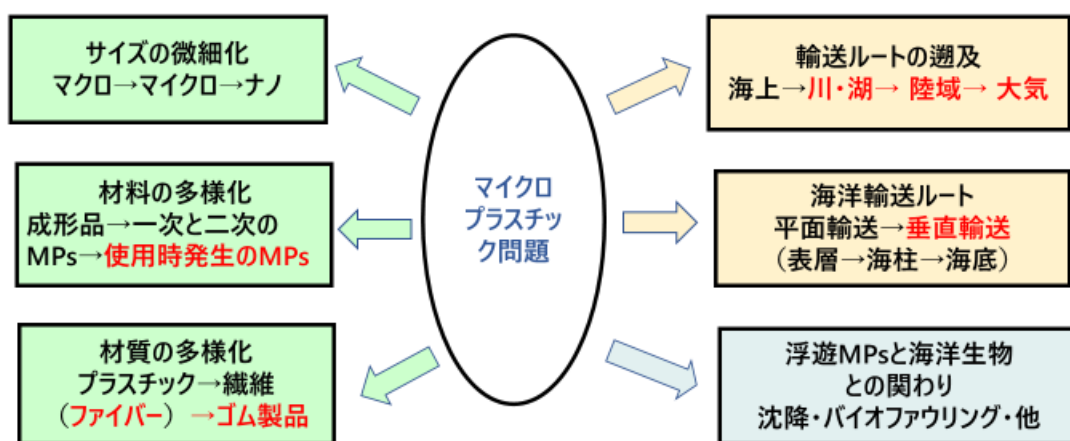 サイズの微細化
マクロ→マイクロ→ナノ
材料の多様化
成形品→一次と二次の
MPs→使用時発生のMPs
材質の多様化
プラスチック→繊維
（ファイバー）→ゴム製品
マイクロ
プラスチッ
ク問題
輸送ルートの遡及
海上→川・湖→ 陸域→ 大気
海洋輸送ルート
平面輸送→垂直輸送
（表層→海柱→海底）
浮遊MPsと海洋生物
との関わり
沈降・バイオファウリング・他